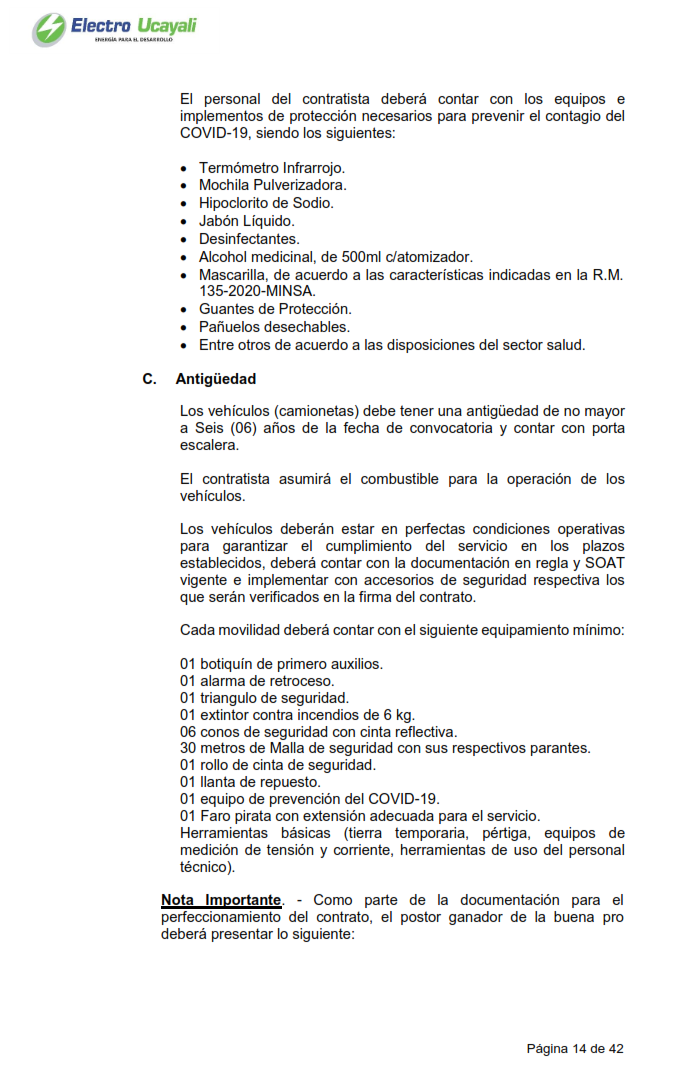 Electro Ucayali
ENERGÍA PARA EL DESARROLLO
El personal del contratista deberá contar con los equipos e
implementos de protección necesarios para prevenir el contagio del
COVID-19, siendo los siguientes:
• Termómetro Infrarrojo.
• Mochila Pulverizadora.
• Hipoclorito de Sodio.
• Jabón Líquido.
• Desinfectantes.
• Alcohol medicinal, de 500ml c/atomizador.
• Mascarilla, de acuerdo a las características indicadas en la R.M.
135-2020-MINSA.
• Guantes de Protección.
• Pañuelos desechables.
• Entre otros de acuerdo a las disposiciones del sector salud.
C. Antigüedad
Los vehículos (camionetas) debe tener una antigüedad de no mayor
a Seis (06) años de la fecha de convocatoria y contar con porta
escalera.
El contratista asumirá el combustible para la operación de los
vehículos.
Los vehículos deberán estar en perfectas condiciones operativas
para garantizar el cumplimiento del servicio en los plazos
establecidos, deberá contar con la documentación en regla y SOAT
vigente e implementar con accesorios de seguridad respectiva los
que serán verificados en la firma del contrato.
Cada movilidad deberá contar con el siguiente equipamiento mínimo:
01 botiquín de primero auxilios.
01 alarma de retroceso.
01 triangulo de seguridad.
01 extintor contra incendios de 6 kg.
06 conos de seguridad con cinta reflectiva.
30 metros de Malla de seguridad con sus respectivos parantes.
01 rollo de cinta de seguridad.
01 llanta de repuesto.
01 equipo de prevención del COVID-19.
01 Faro pirata con extensión adecuada para el servicio.
Herramientas básicas (tierra temporaria, pértiga, equipos de
medición de tensión y corriente, herramientas de uso del personal
técnico).
Nota Importante. - Como parte de la documentación para el
perfeccionamiento del contrato, el postor ganador de la buena pro
deberá presentar lo siguiente:
Página 14 de 42